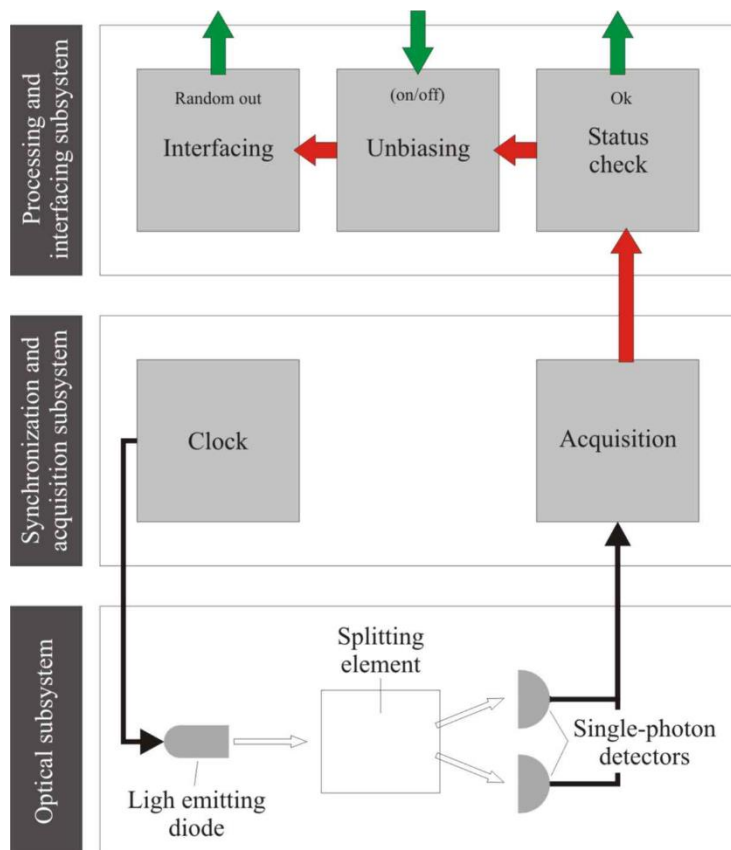 Processing and
interfacing subsystem
Random out
Interfacing
(on/off)
Unbiasing
Ok
Status
check
Synchronization and
acquisition subsystem
Clock
Acquisition
Optical subsystem
Splitting
element
Single-photon
detectors
Ligh emitting
diode